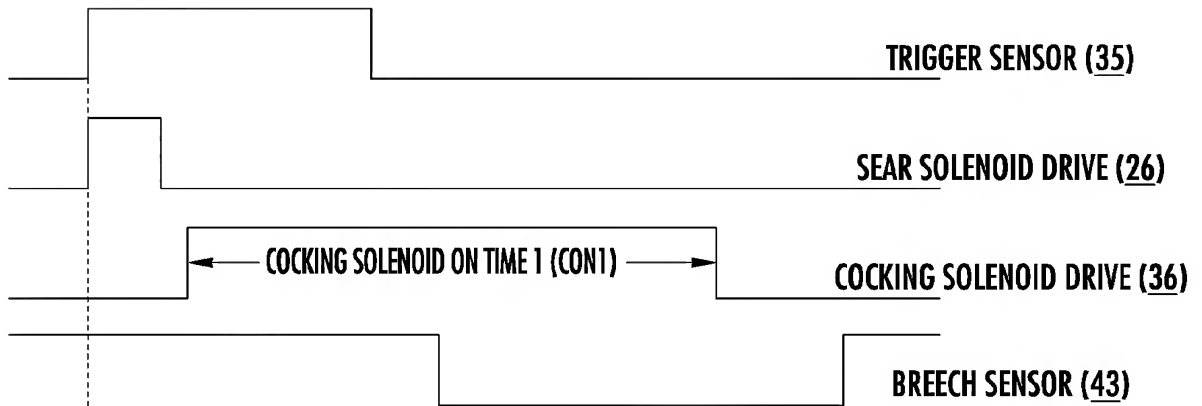 TRIGGER SENSOR (35)
SEAR SOLENOID DRIVE (26)
COCKING SOLENOID ON TIME 1 (CON1)
COCKING SOLENOID DRIVE (36)
BREECH SENSOR (43)